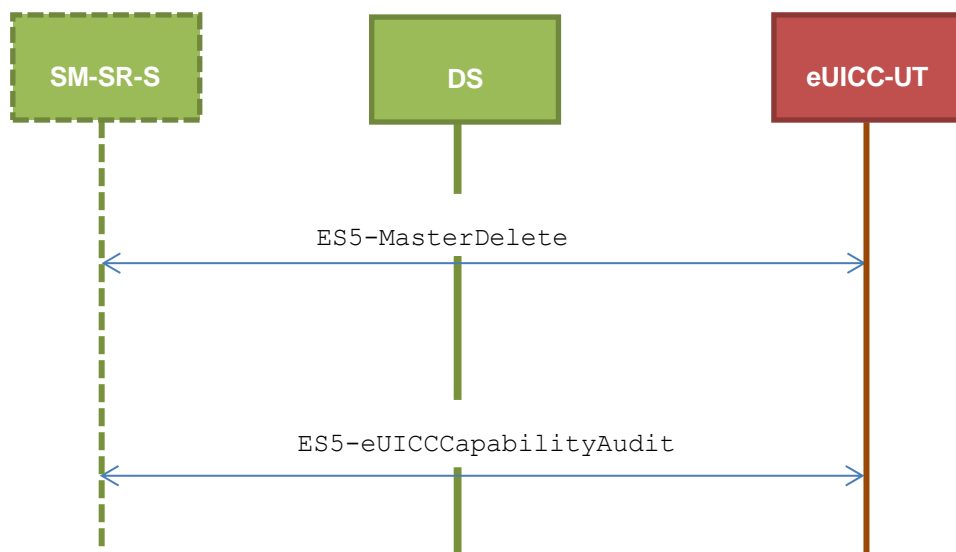 SM-SR-S
DS
eUICC-UT
ES5-MasterDelete
ES5-eUICCCapabilityAudit